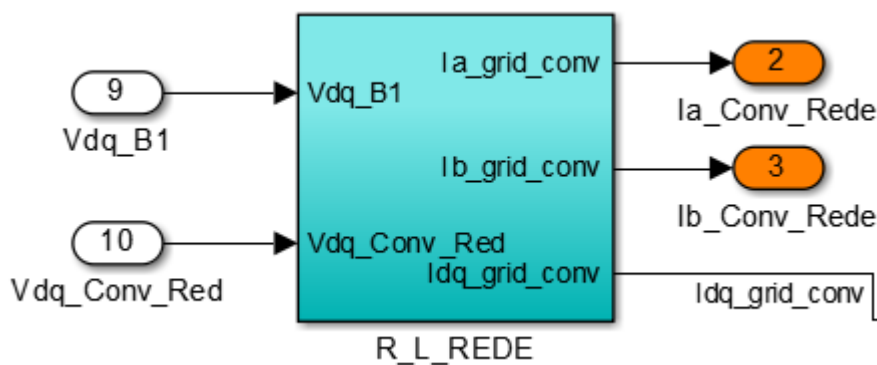 Ia_grid_conv
2
9
Vdq_B1
Ia_Conv_Rede
Vdq_B1
Ib_grid_conv
3
Ib_Conv_Rede
10
Vdq_Conv_Red
Idq_grid_conv
Vdq_Conv_Red
Idq_grid_conv
R_L_REDE